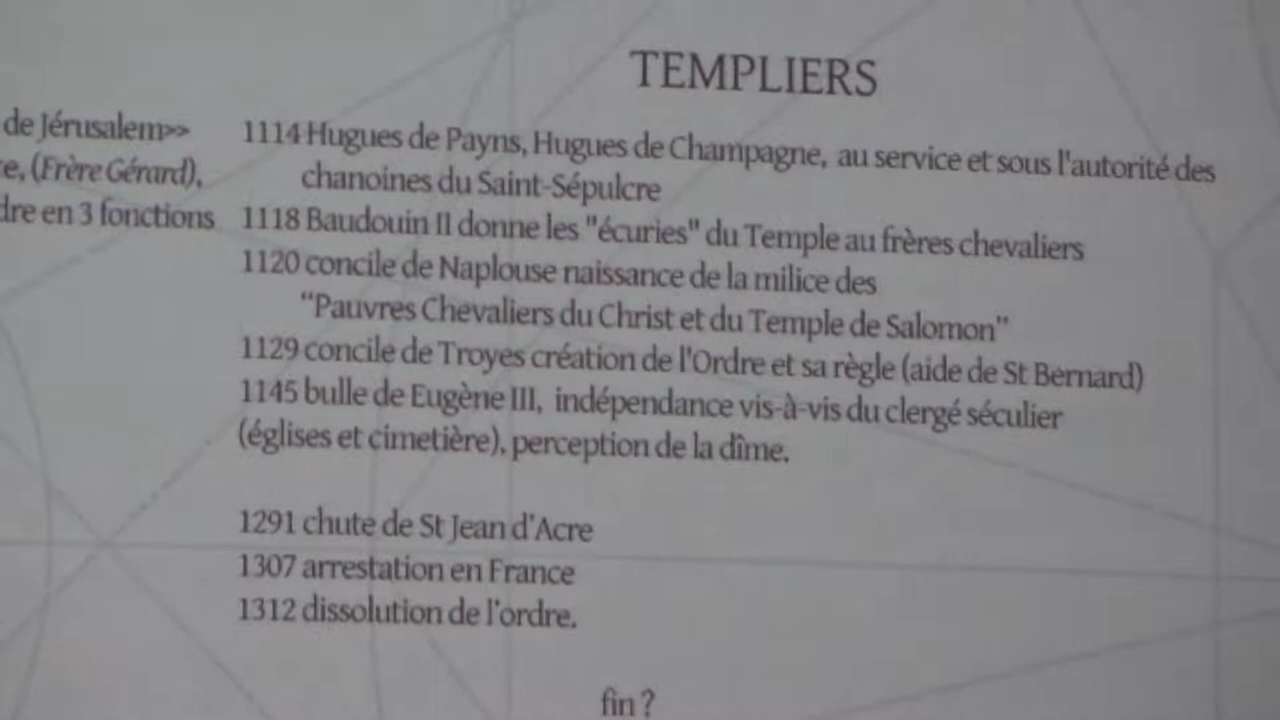 TEMPLIERS
de Jérusalem>>
(Frère Gérard),
en 3 fonctions
1114 Hugues de Payns, Hugues de Champagne, au service et sous l'autorité des
chanoines du Saint-Sépulcre
1118 Baudouin II donne les "écuries" du Temple au frères chevaliers
1120 concile de Naplouse naissance de la milice des
"Pauvres Chevaliers du Christ et du Temple de Salomon"
1129 concile de Troyes création de l'Ordre et sa règle (aide de St Bernard)
1145 bulle de Eugène III, indépendance vis-à-vis du clergé séculier
(églises et cimetière), perception de la dîme.
1291 chute de St Jean d'Acre
1307 arrestation en France
1312 dissolution de l'ordre.
fin ?